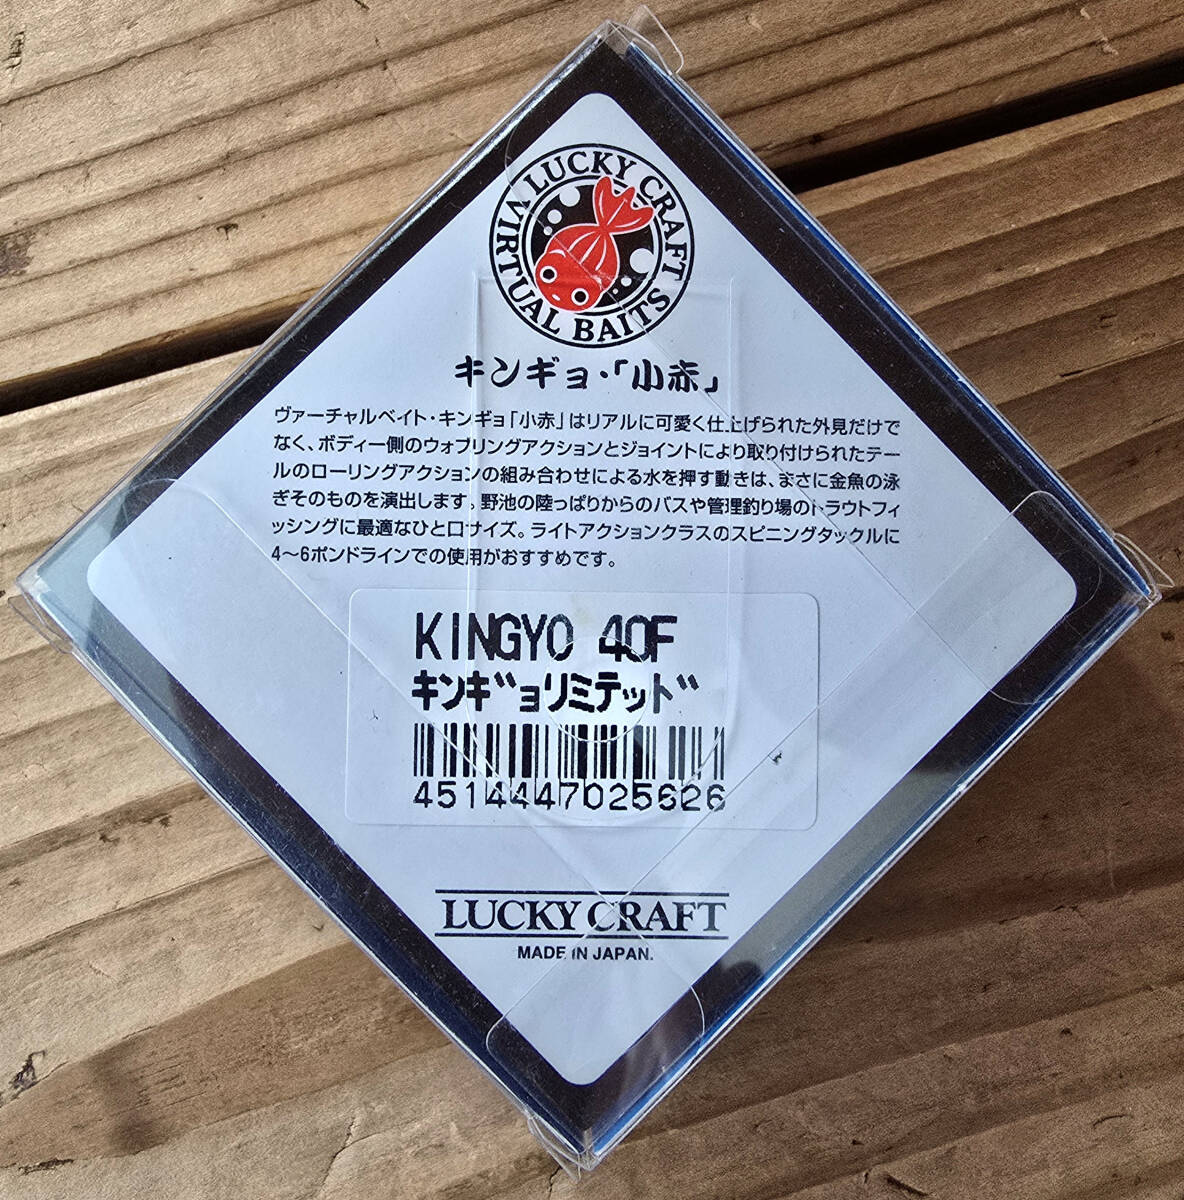 LUCKY CRAFT
VIRTUAL BAITS
キンギョ・「小赤」
ヴァーチャルベイト・キンギョ「小赤」はリアルに可愛く仕上げられた外見だけで
なく、ボディー側のウォブリングアクションとジョイントにより取り付けられたテー
ルのローリングアクションの組み合わせによる水を押す動きは、まさに金魚の泳
ぎそのものを演出します。野池の陸っぱりからのバスや管理釣り場のトラウトフィ
ッシングに最適なひと口サイズ。ライトアクションクラスのスピニングタックルに
4〜6ポンドラインでの使用がおすすめです。
KINGYO 40F
キンギョリミテッド
4514447025626
LUCKY CRAFT
MADE IN JAPAN.